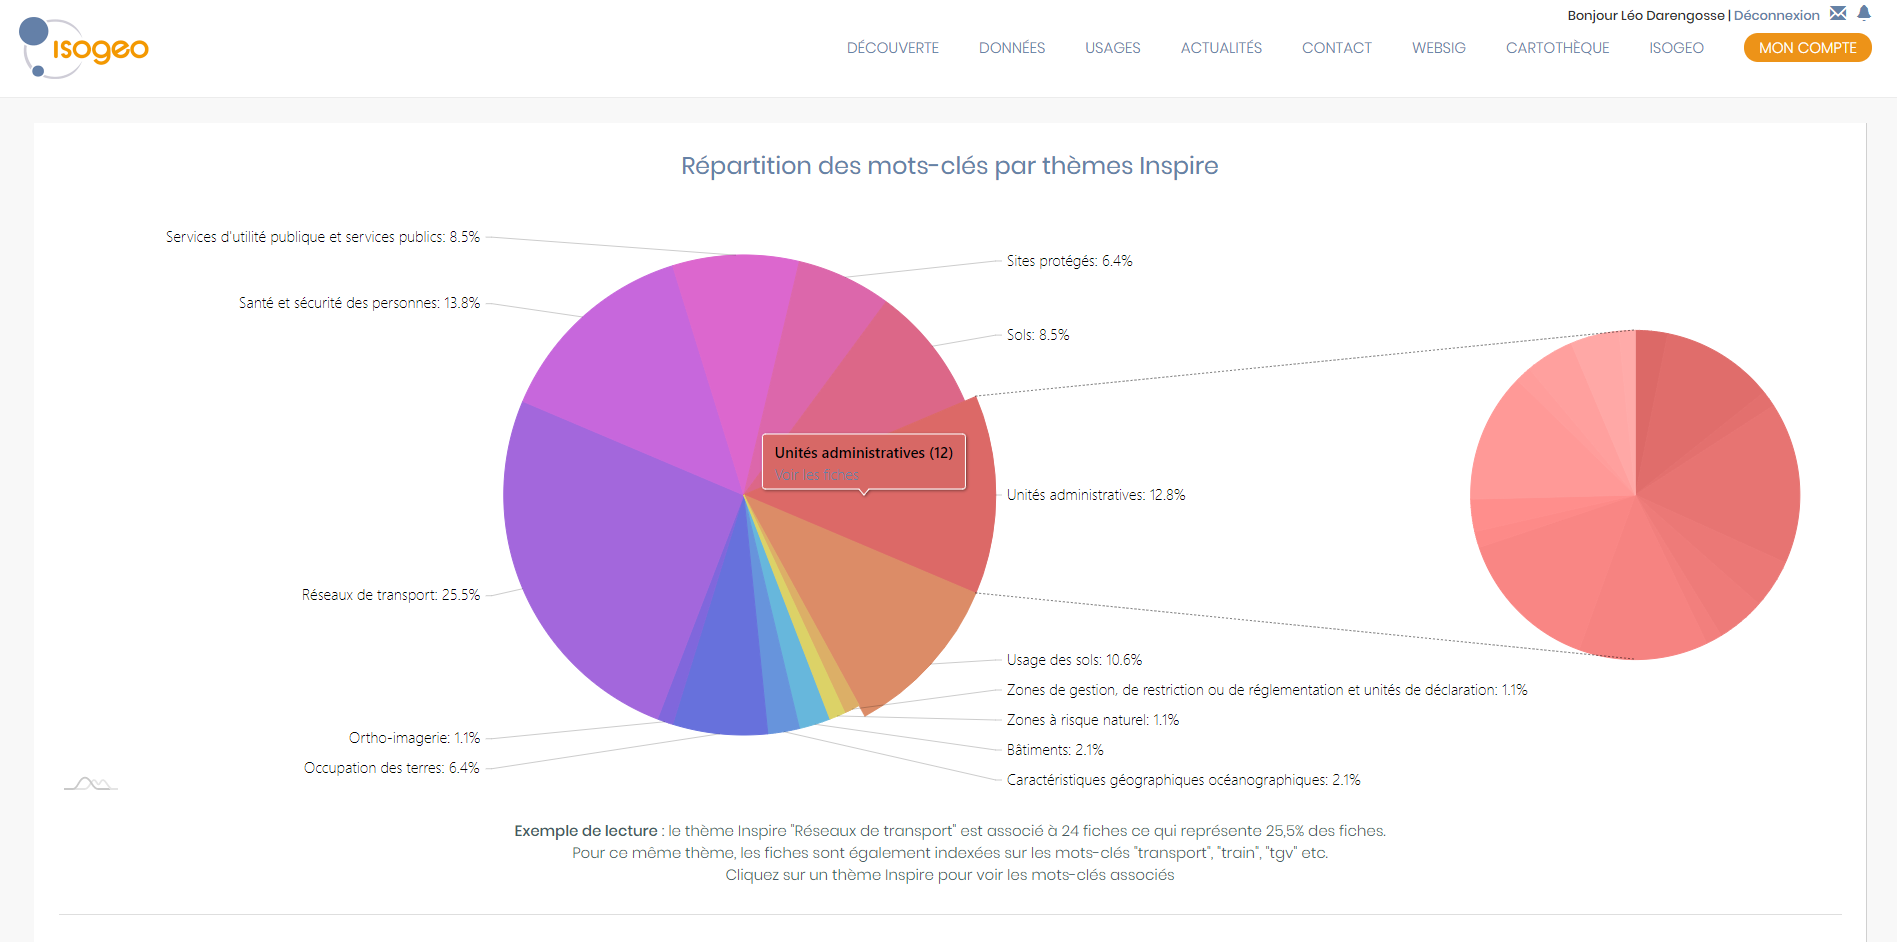 Bonjour Léo Darengosse | Déconnexion
isogeo
DÉCOUVERTE DONNÉES USAGES ACTUALITÉS CONTACT WEBSIG CARTOTHÈQUE ISOGEO MON COMPTE
Répartition des mots-clés par thèmes Inspire
Services d'utilité publique et services publics: 8.5%
Sites protégés: 6.4%
Santé et sécurité des personnes: 13.8%
Sols: 8.5%
Unités administratives (12)
Voir les fiches
Unités administratives: 12.8%
Réseaux de transport: 25.5%
Usage des sols: 10.6%
Zones de gestion, de restriction ou de réglementation et unités de déclaration: 1.1%
Zones à risque naturel: 1.1%
Ortho-imagerie: 1.1%
Bâtiments: 2.1%
Occupation des terres: 6.4%
Caractéristiques géographiques océanographiques: 2.1%
Exemple de lecture : le thème Inspire "Réseaux de transport" est associé à 24 fiches ce qui représente 25,5% des fiches.
Pour ce même thème, les fiches sont également indexées sur les mots-clés "transport", "train", "tgv" etc.
Cliquez sur un thème Inspire pour voir les mots-clés associés